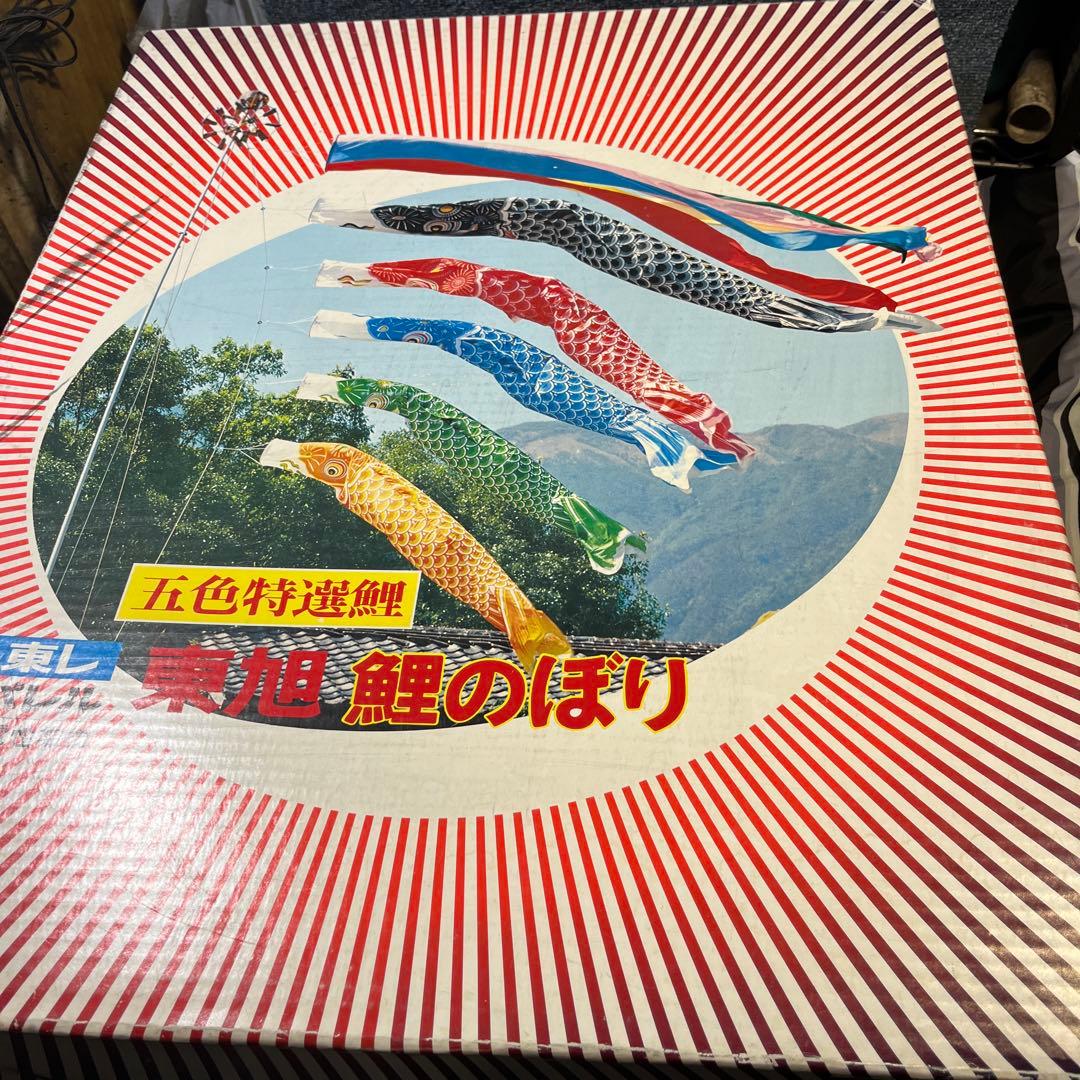 五色特選鯉
東レ
東旭 鯉のぼり